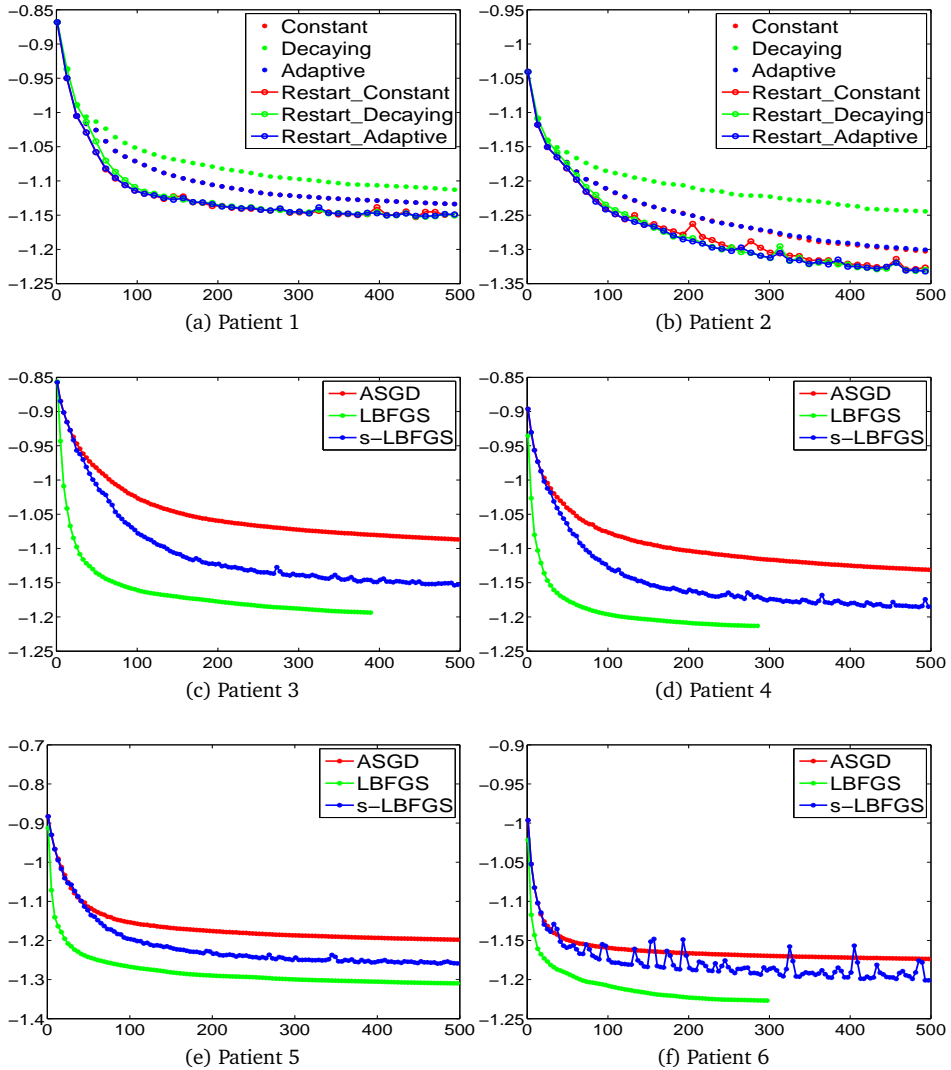 −0.85
−0.9
−0.95
−1
−1.05
−1.1
−1.15
−1.2
−1.25
0 100 200 300 400 500
Constant
Decaying
Adaptive
Restart_Constant
Restart_Decaying
Restart_Adaptive
(a) Patient 1
−1
−1.05
−1.1
−1.15
−1.2
−1.25
−1.3
−1.35
0 100 200 300 400 500
Constant
Decaying
Adaptive
Restart_Constant
Restart_Decaying
Restart_Adaptive
(b) Patient 2
−0.85
−0.9
−0.95
−1
−1.05
−1.1
−1.15
−1.2
−1.25
0 100 200 300 400 500
ASGD
LBFGS
s−LBFGS
(c) Patient 3
−0.85
−0.9
−0.95
−1
−1.05
−1.1
−1.15
−1.2
−1.25
0 100 200 300 400 500
ASGD
LBFGS
s−LBFGS
(d) Patient 4
−0.7
−0.8
−0.9
−1
−1.1
−1.2
−1.3
−1.4
0 100 200 300 400 500
ASGD
LBFGS
s−LBFGS
(e) Patient 5
−0.9
−0.95
−1
−1.05
−1.1
−1.15
−1.2
−1.25
0 100 200 300 400 500
ASGD
LBFGS
s−LBFGS
(f) Patient 6